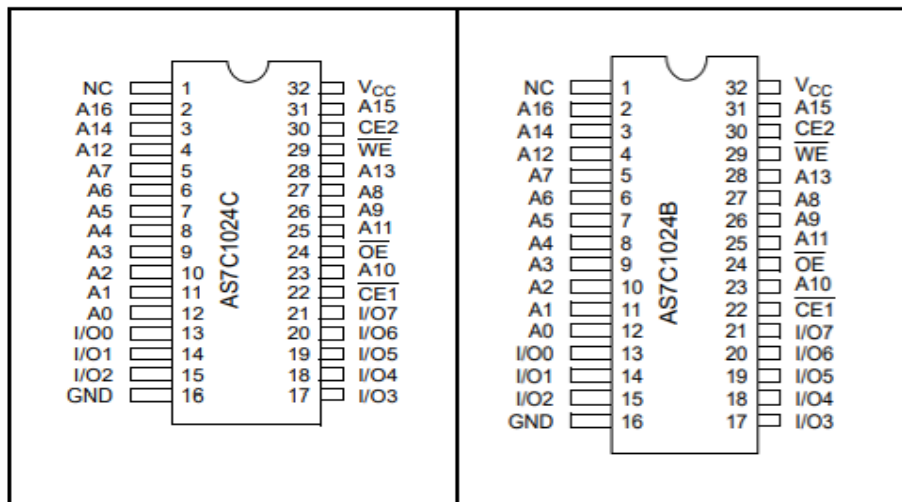 NC 1 32 VCC
A16 2 31 A15
A14 3 30 CE2
A12 4 29 W̅E̅
A7 5 28 A13
A6 6 27 A8
A5 7 26 A9
A4 8 25 A11
A3 9 24 O̅E̅
A2 10 23 A10
A1 11 22 C̅E̅1̅
A0 12 21 I/O7
I/O0 13 20 I/O6
I/O1 14 19 I/O5
I/O2 15 18 I/O4
GND 16 17 I/O3
AS7C1024C
NC 1 32 VCC
A16 2 31 A15
A14 3 30 CE2
A12 4 29 W̅E̅
A7 5 28 A13
A6 6 27 A8
A5 7 26 A9
A4 8 25 A11
A3 9 24 O̅E̅
A2 10 23 A10
A1 11 22 C̅E̅1̅
A0 12 21 I/O7
I/O0 13 20 I/O6
I/O1 14 19 I/O5
I/O2 15 18 I/O4
GND 16 17 I/O3
AS7C1024B